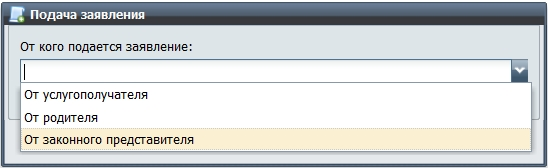 Подача заявления
От кого подается заявление:
От услугополучателя
От родителя
От законного представителя